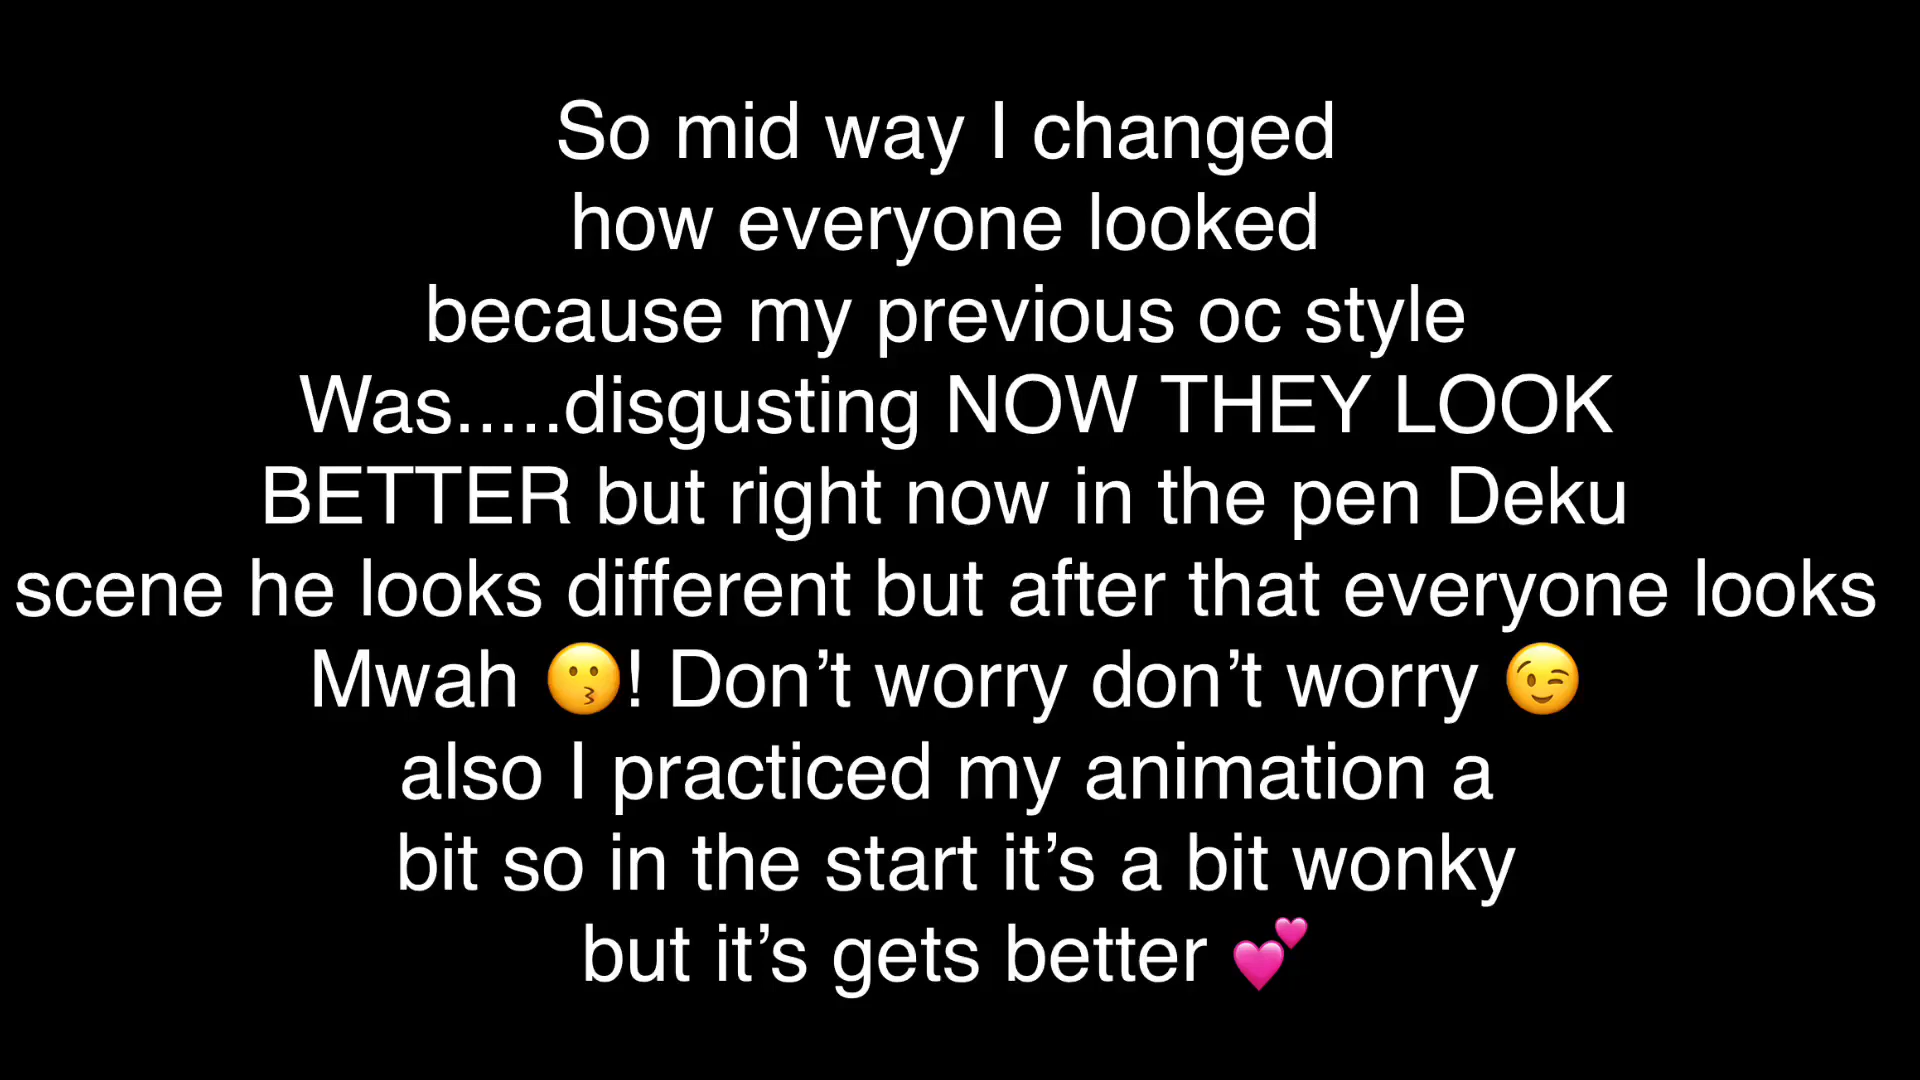 So mid way I changed
how everyone looked
because my previous oc style
Was.....disgusting NOW THEY LOOK
BETTER but right now in the pen Deku
scene he looks different but after that everyone looks
Mwah 😗! Don’t worry don’t worry 😉
also I practiced my animation a
bit so in the start it’s a bit wonky
but it’s gets better 💕